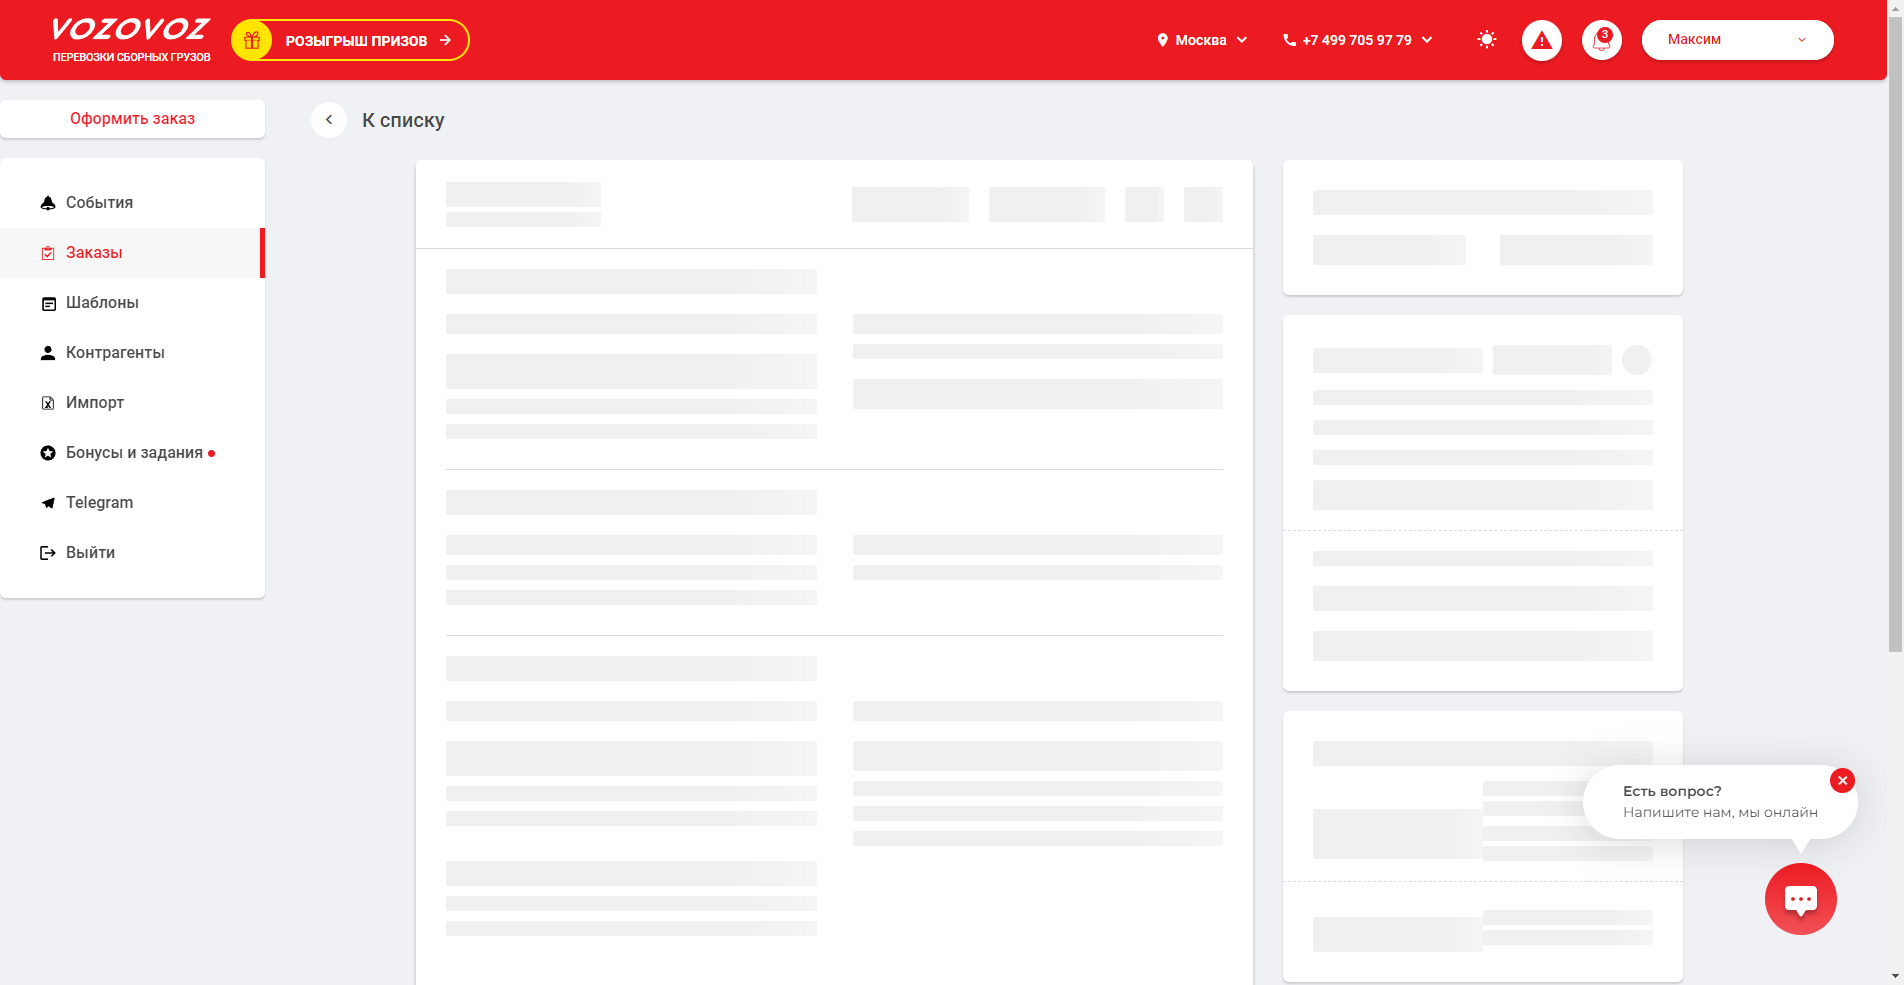 VOZOVOZ
ПЕРЕВОЗКИ СБОРНЫХ ГРУЗОВ
РОЗЫГРЫШ ПРИЗОВ
Москва
+7 499 705 97 79
3
Максим
Оформить заказ
К списку
События
Заказы
Шаблоны
Контрагенты
Импорт
Бонусы и задания
Telegram
Выйти
Есть вопрос?
Напишите нам, мы онлайн